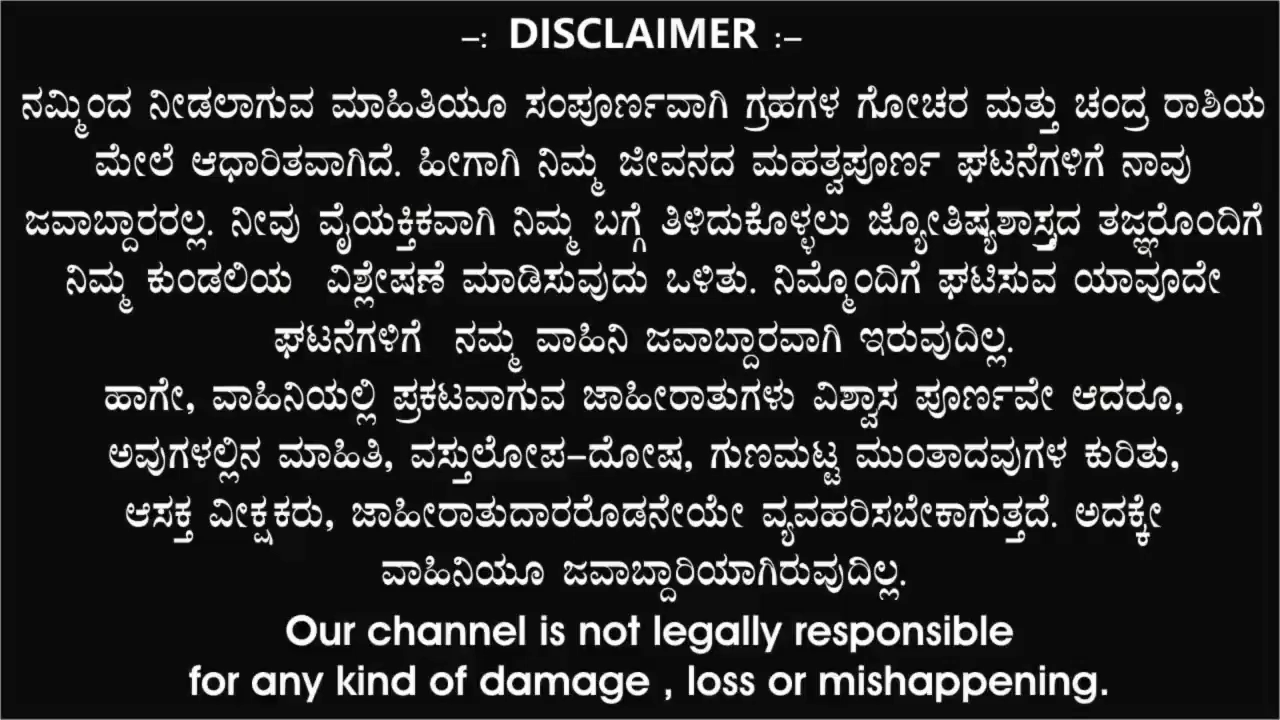 –: DISCLAIMER :–
ನಮ್ಮಿಂದ ನೀಡಲಾಗುವ ಮಾಹಿತಿಯೂ ಸಂಪೂರ್ಣವಾಗಿ ಗ್ರಹಗಳ ಗೋಚರ ಮತ್ತು ಚಂದ್ರ ರಾಶಿಯ
ಮೇಲೆ ಆಧಾರಿತವಾಗಿದೆ. ಹೀಗಾಗಿ ನಿಮ್ಮ ಜೀವನದ ಮಹತ್ವಪೂರ್ಣ ಘಟನೆಗಳಿಗೆ ನಾವು
ಜವಾಬ್ದಾರರಲ್ಲ. ನೀವು ವೈಯಕ್ತಿಕವಾಗಿ ನಿಮ್ಮ ಬಗ್ಗೆ ತಿಳಿದುಕೊಳ್ಳಲು ಜ್ಯೋತಿಷ್ಯಶಾಸ್ತ್ರದ ತಜ್ಞರೊಂದಿಗೆ
ನಿಮ್ಮ ಕುಂಡಲಿಯ ವಿಶ್ಲೇಷಣೆ ಮಾಡಿಸುವುದು ಒಳಿತು. ನಿಮ್ಮೊಂದಿಗೆ ಘಟಿಸುವ ಯಾವೂದೇ
ಘಟನೆಗಳಿಗೆ ನಮ್ಮ ವಾಹಿನಿ ಜವಾಬ್ದಾರವಾಗಿ ಇರುವುದಿಲ್ಲ.
ಹಾಗೇ, ವಾಹಿನಿಯಲ್ಲಿ ಪ್ರಕಟವಾಗುವ ಜಾಹೀರಾತುಗಳು ವಿಶ್ವಾಸ ಪೂರ್ಣವೇ ಆದರೂ,
ಅವುಗಳಲ್ಲಿನ ಮಾಹಿತಿ, ವಸ್ತುಲೋಪ–ದೋಷ, ಗುಣಮಟ್ಟ ಮುಂತಾದವುಗಳ ಕುರಿತು,
ಆಸಕ್ತ ವೀಕ್ಷಕರು, ಜಾಹೀರಾತುದಾರರೊಡನೇಯೇ ವ್ಯವಹರಿಸಬೇಕಾಗುತ್ತದೆ. ಅದಕ್ಕೇ
ವಾಹಿನಿಯೂ ಜವಾಬ್ದಾರಿಯಾಗಿರುವುದಿಲ್ಲ.
Our channel is not legally responsible
for any kind of damage , loss or mishappening.